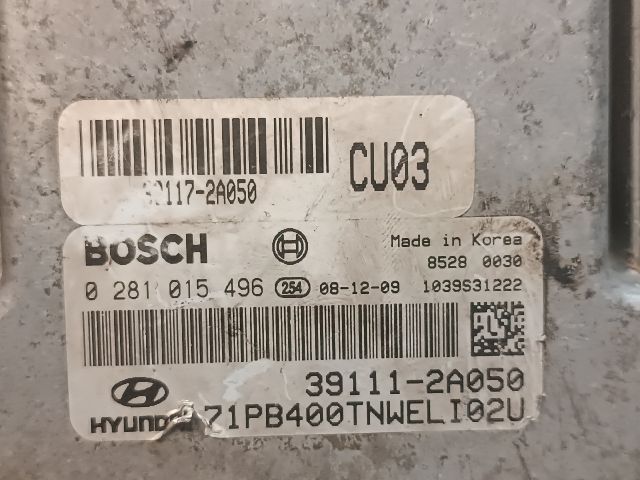 CU03
39117-2A050
BOSCH
Made in Korea
8528 0030
0 281 015 496 254 08-12-09 1039S31222
39111-2A050
HYUNDAI 71PB400TNWELI02U